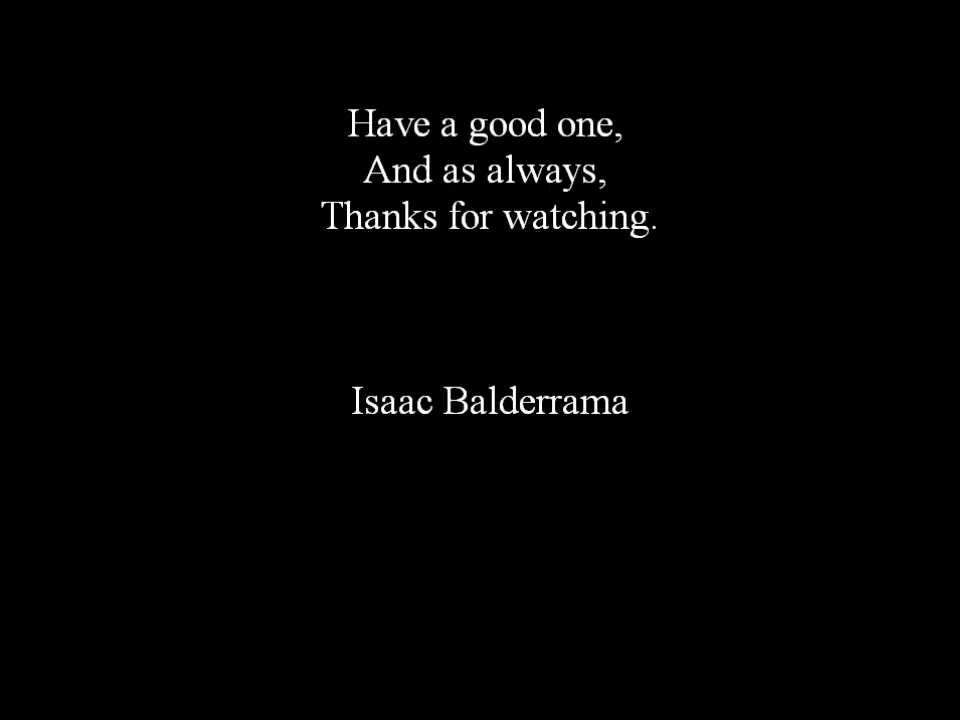 Have a good one,
And as always,
Thanks for watching.
Isaac Balderrama